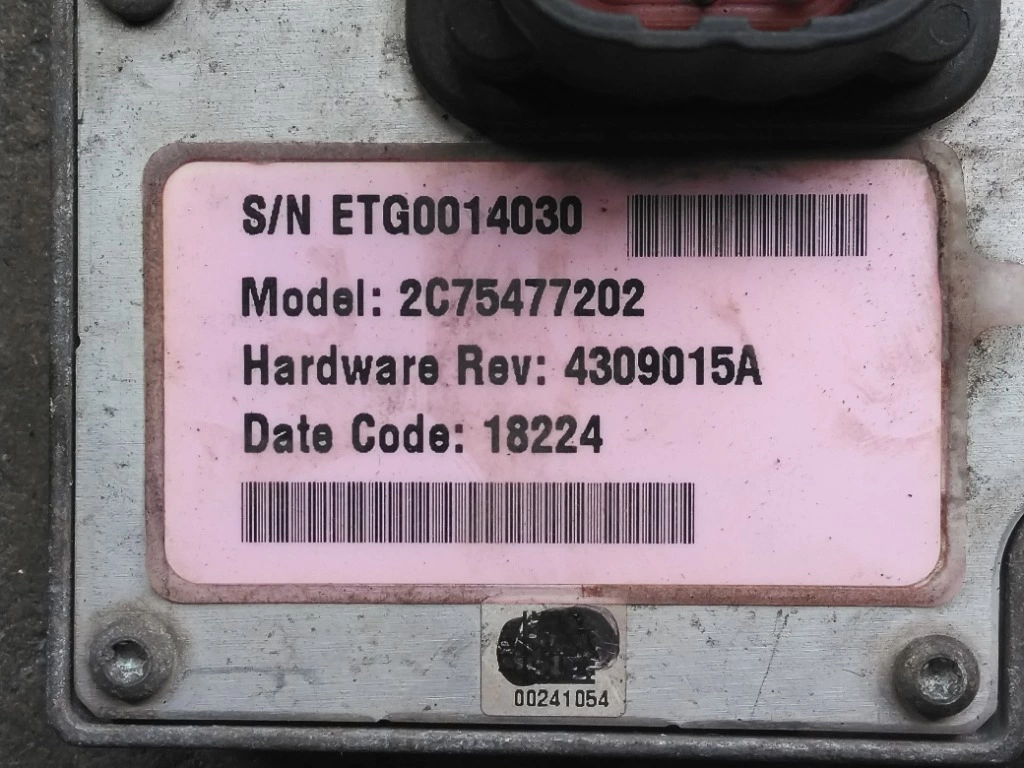 S/N ETG0014030
Model: 2C75477202
Hardware Rev: 4309015A
Date Code: 18224
00241054